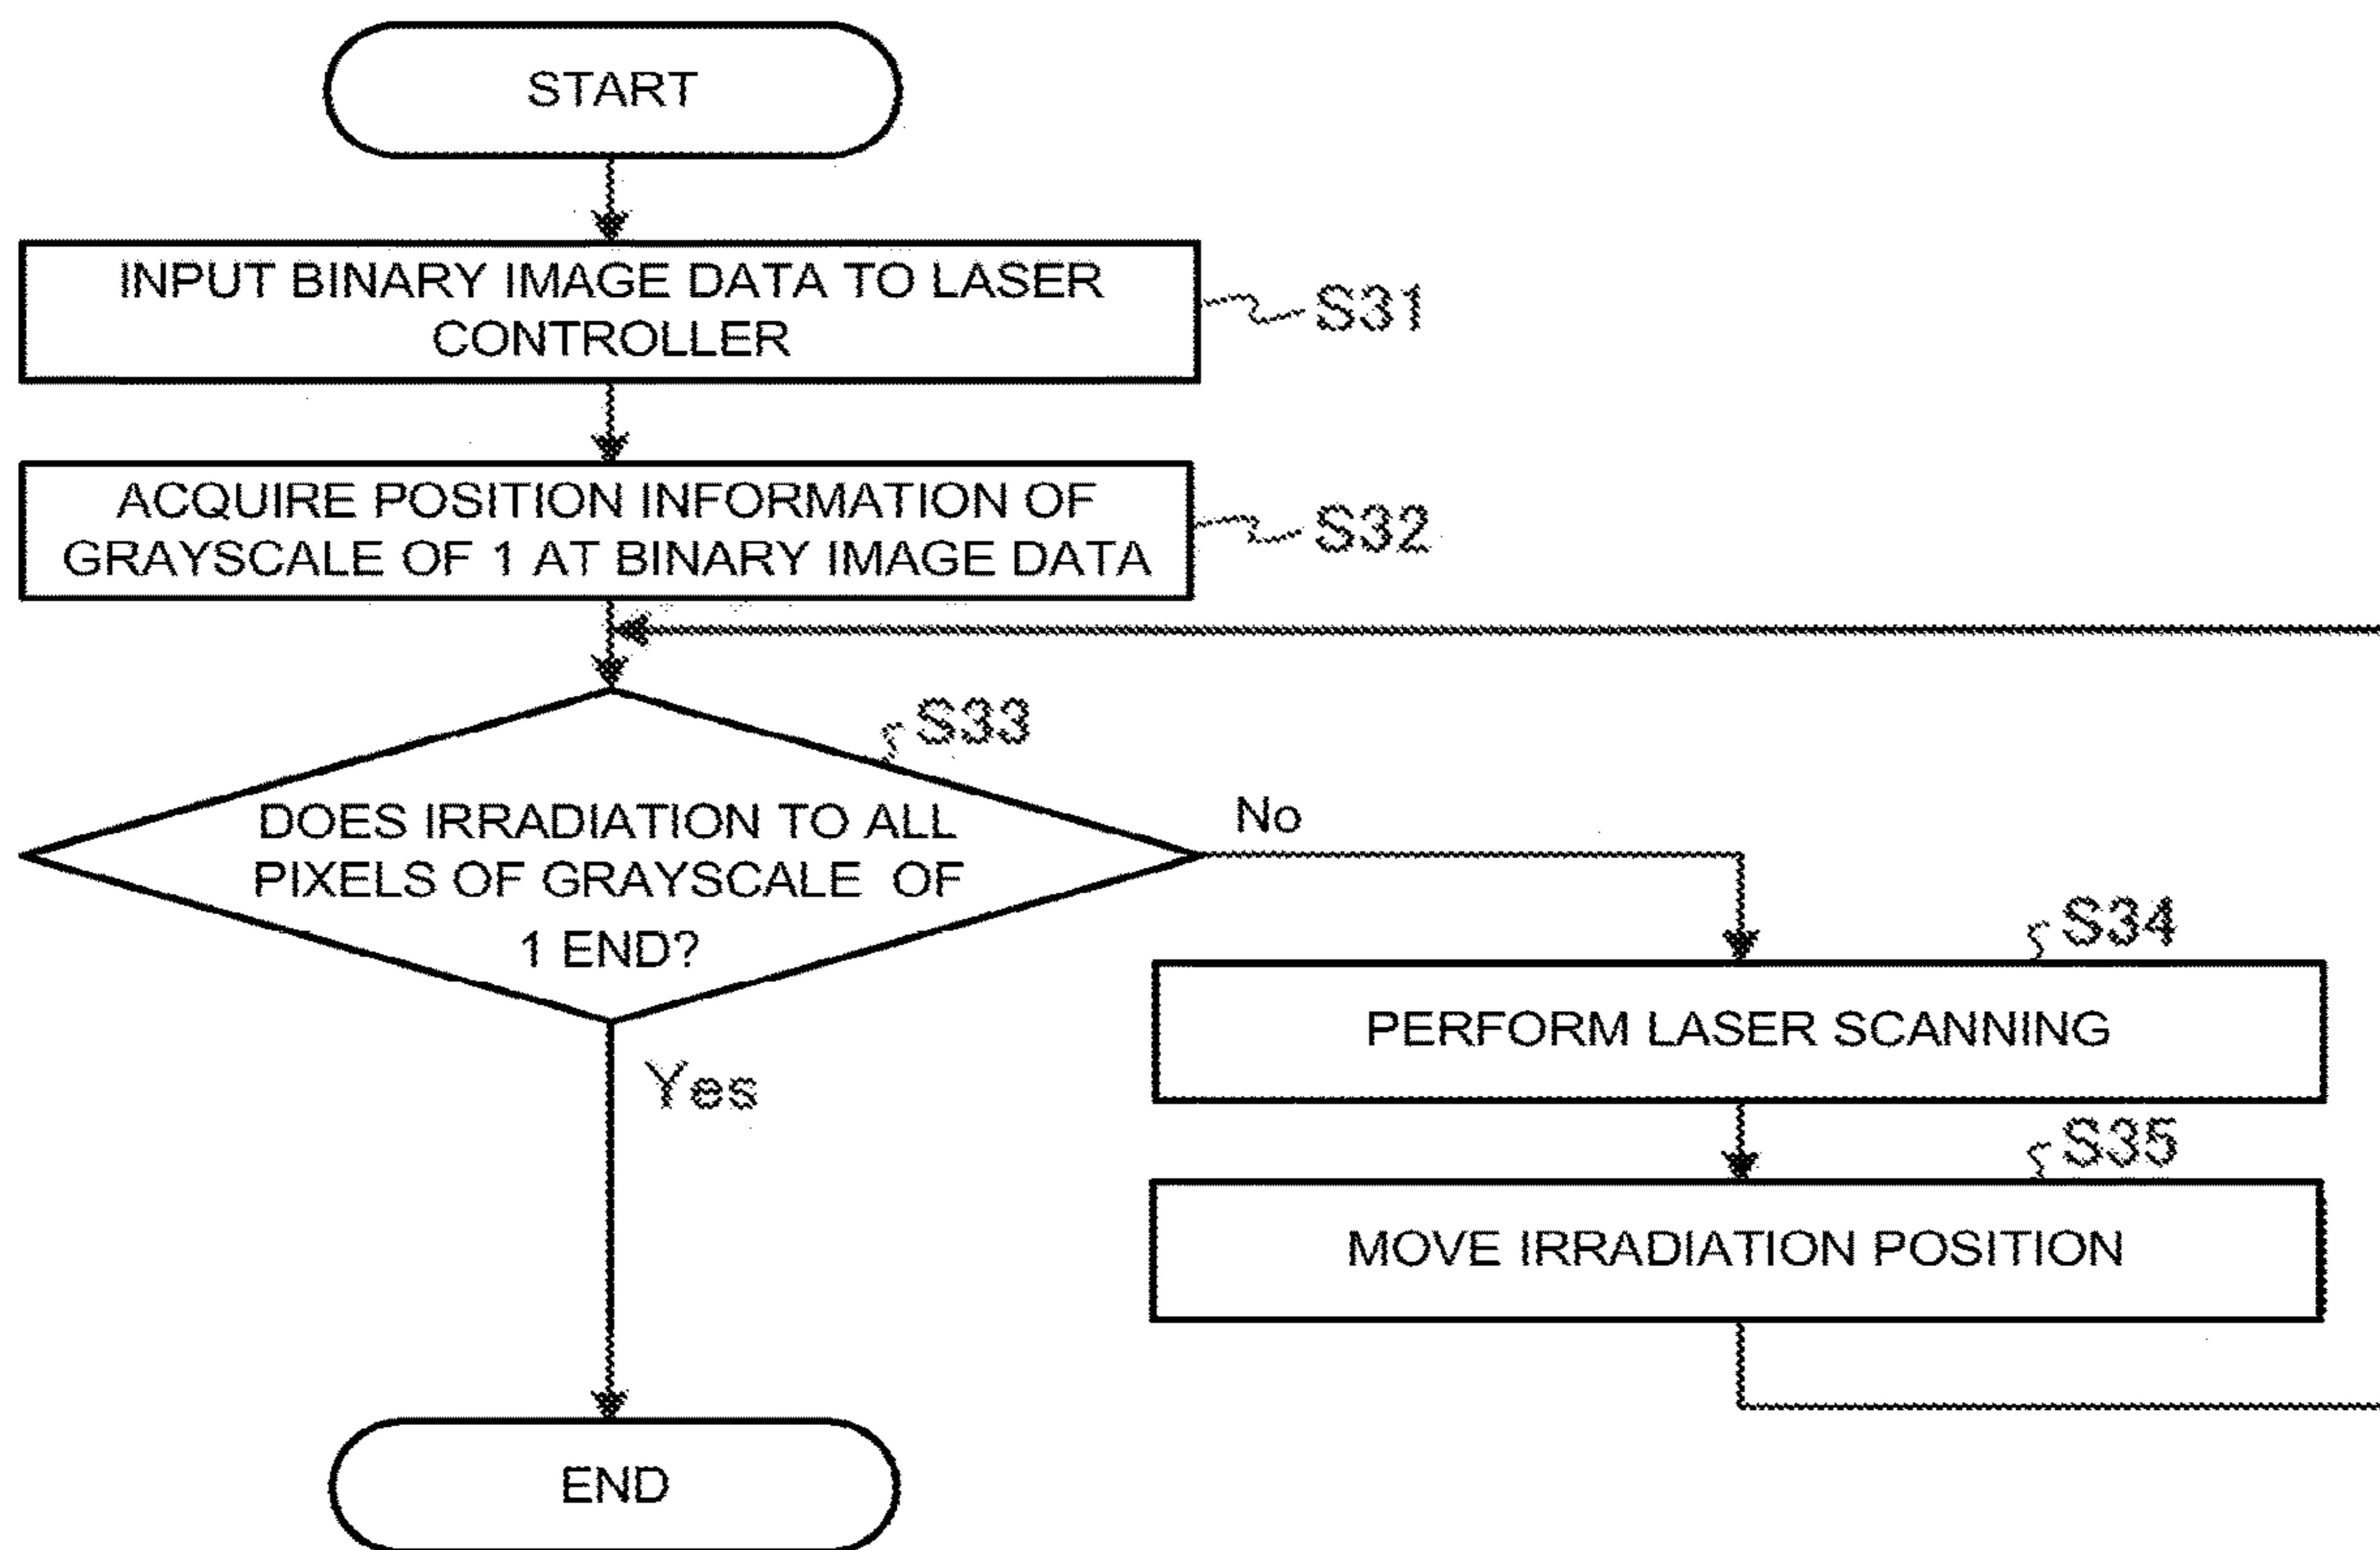 START
INPUT BINARY IMAGE DATA TO LASER
CONTROLLER
S31
ACQUIRE POSITION INFORMATION OF
GRAYSCALE OF 1 AT BINARY IMAGE DATA
S32
S33
DOES IRRADIATION TO ALL
PIXELS OF GRAYSCALE OF
1 END?
No
Yes
S34
PERFORM LASER SCANNING
S35
MOVE IRRADIATION POSITION
END